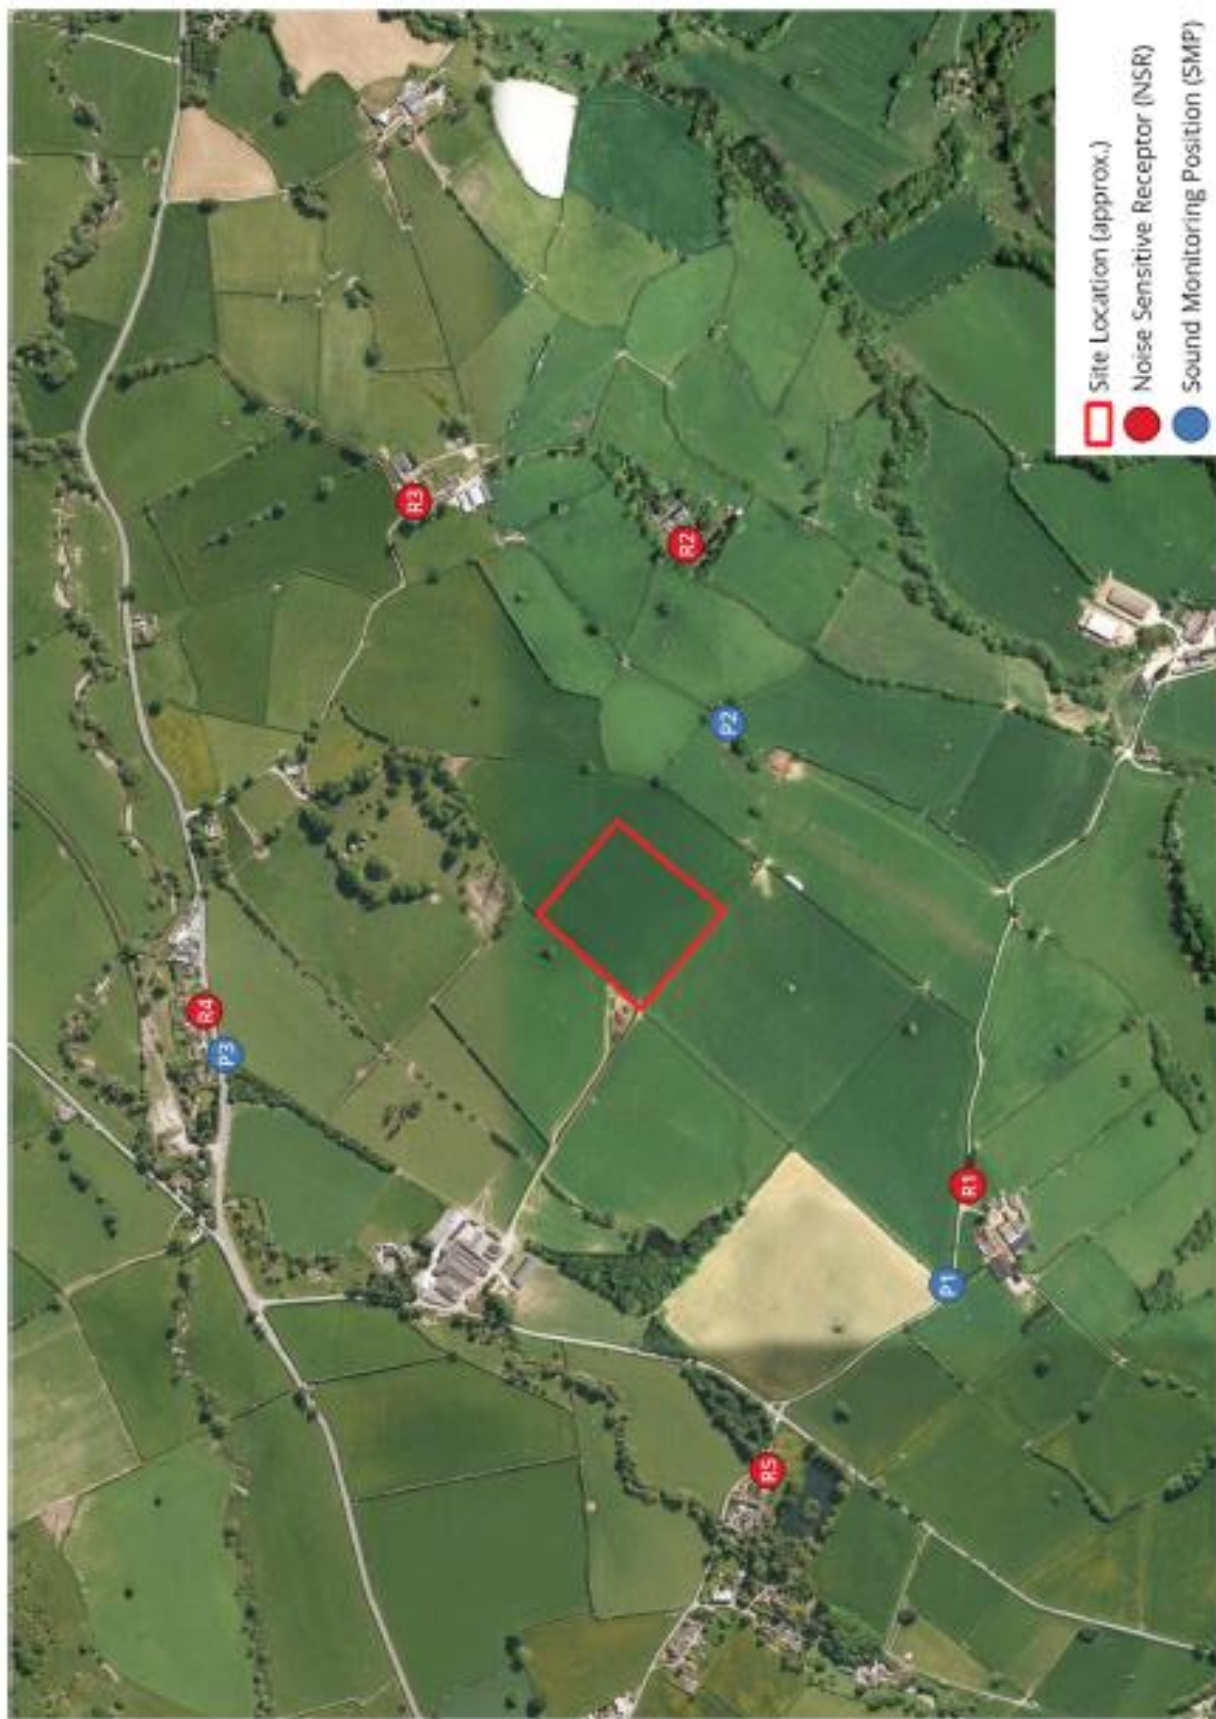 R5
R1
P1
P3
R4
P2
R2
R3
Site Location (approx.)
Noise Sensitive Receptor (NSR)
Sound Monitoring Position (SMP)